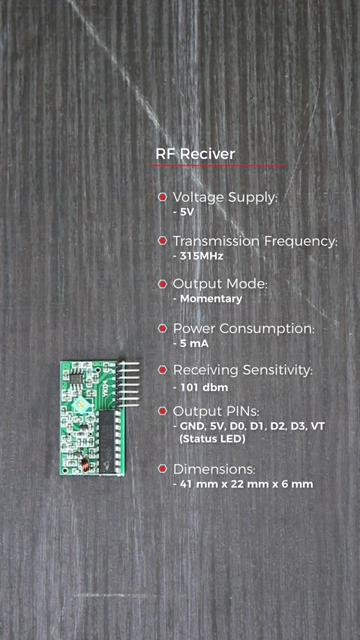 RF Reciver
Voltage Supply:
- 5V
Transmission Frequency:
- 315MHz
Output Mode:
- Momentary
Power Consumption:
- 5 mA
Receiving Sensitivity:
- 101 dbm
Output PINs:
- GND, 5V, D0, D1, D2, D3, VT
(Status LED)
Dimensions:
- 41 mm x 22 mm x 6 mm